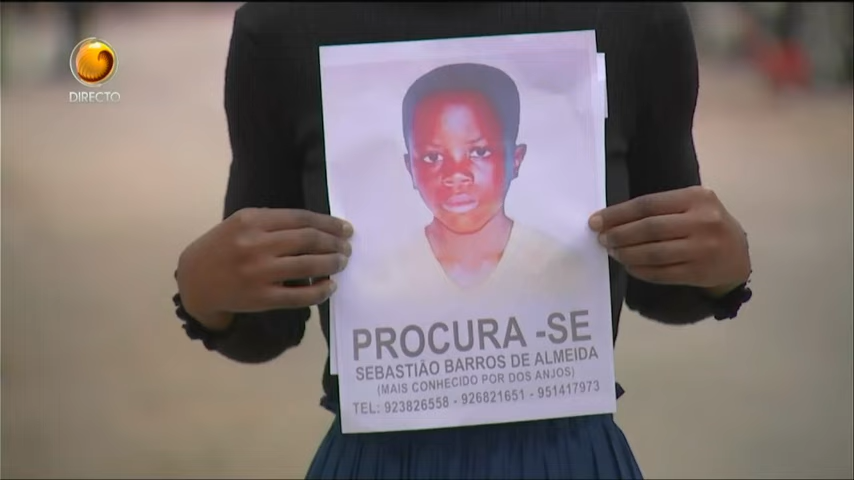 DIRECTO
PROCURA -SE
SEBASTIÃO BARROS DE ALMEIDA
(MAIS CONHECIDO POR DOS ANJOS)
TEL: 923826558 - 926821651 - 951417973